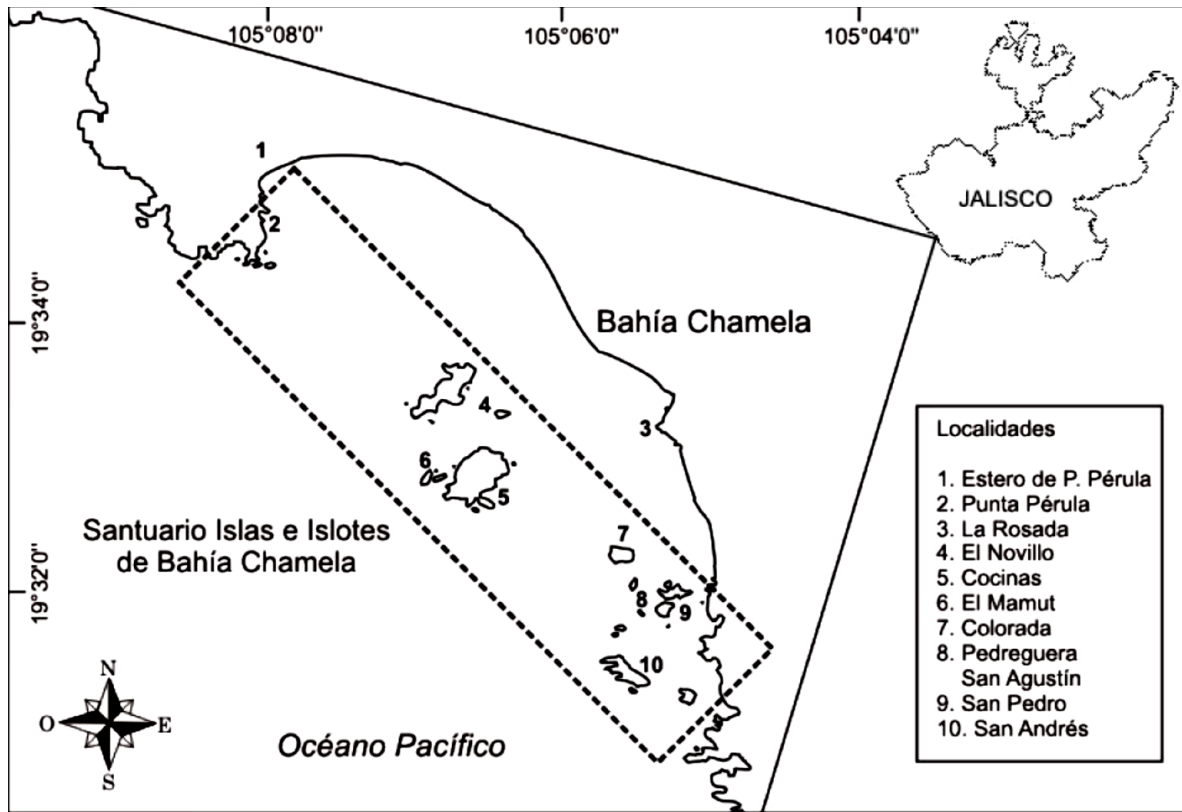 105°08'0"
105°06'0"
105°04'0"
JALISCO
1
2
19°34'0"
Bahía Chamela
3
4
6
5
Localidades
1. Estero de P. Pérula
2. Punta Pérula
3. La Rosada
4. El Novillo
5. Cocinas
6. El Mamut
7. Colorada
8. Pedreguera
San Agustín
9. San Pedro
10. San Andrés
Santuario Islas e Islotes
de Bahía Chamela
7
19°32'0"
8
9
10
N
O
E
S
Océano Pacífico